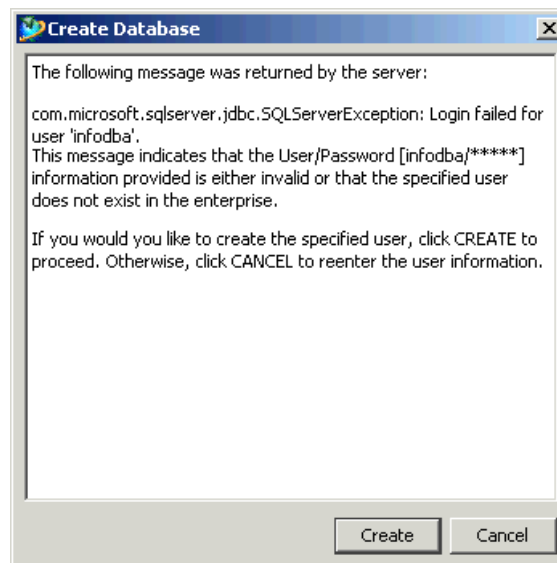 Create Database
The following message was returned by the server:
com.microsoft.sqlserver.jdbc.SQLServerException: Login failed for
user 'infodba'.
This message indicates that the User/Password [infodba/*****]
information provided is either invalid or that the specified user
does not exist in the enterprise.
If you would you like to create the specified user, click CREATE to
proceed. Otherwise, click CANCEL to reenter the user information.
Create
Cancel